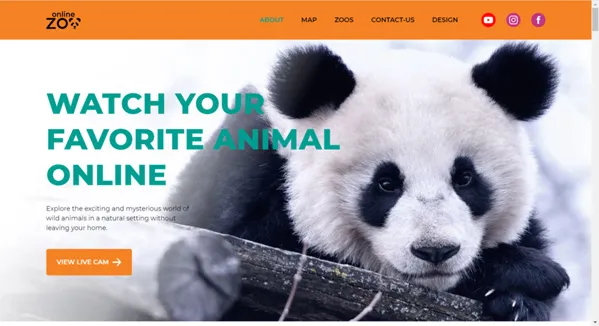 online
ZOO
ABOUT MAP ZOOS CONTACT-US DESIGN
WATCH YOUR
FAVORITE ANIMAL
ONLINE
Explore the exciting and mysterious world of
wild animals in a natural setting without
leaving your home.
VIEW LIVE CAM